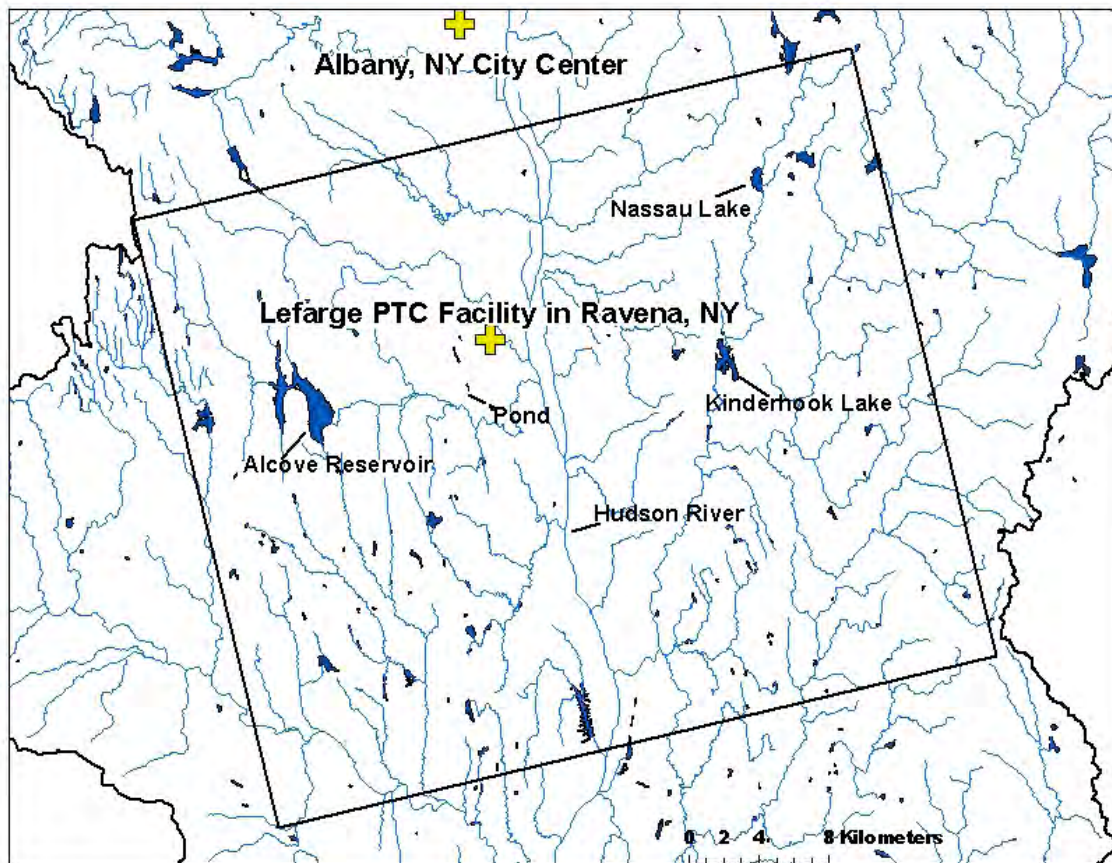 Albany, NY City Center
Nassau Lake
Lefarge PTC Facility in Ravena, NY
Kinderhook Lake
Pond
Alcove Reservoir
Hudson River
0 2 4 8 Kilometers